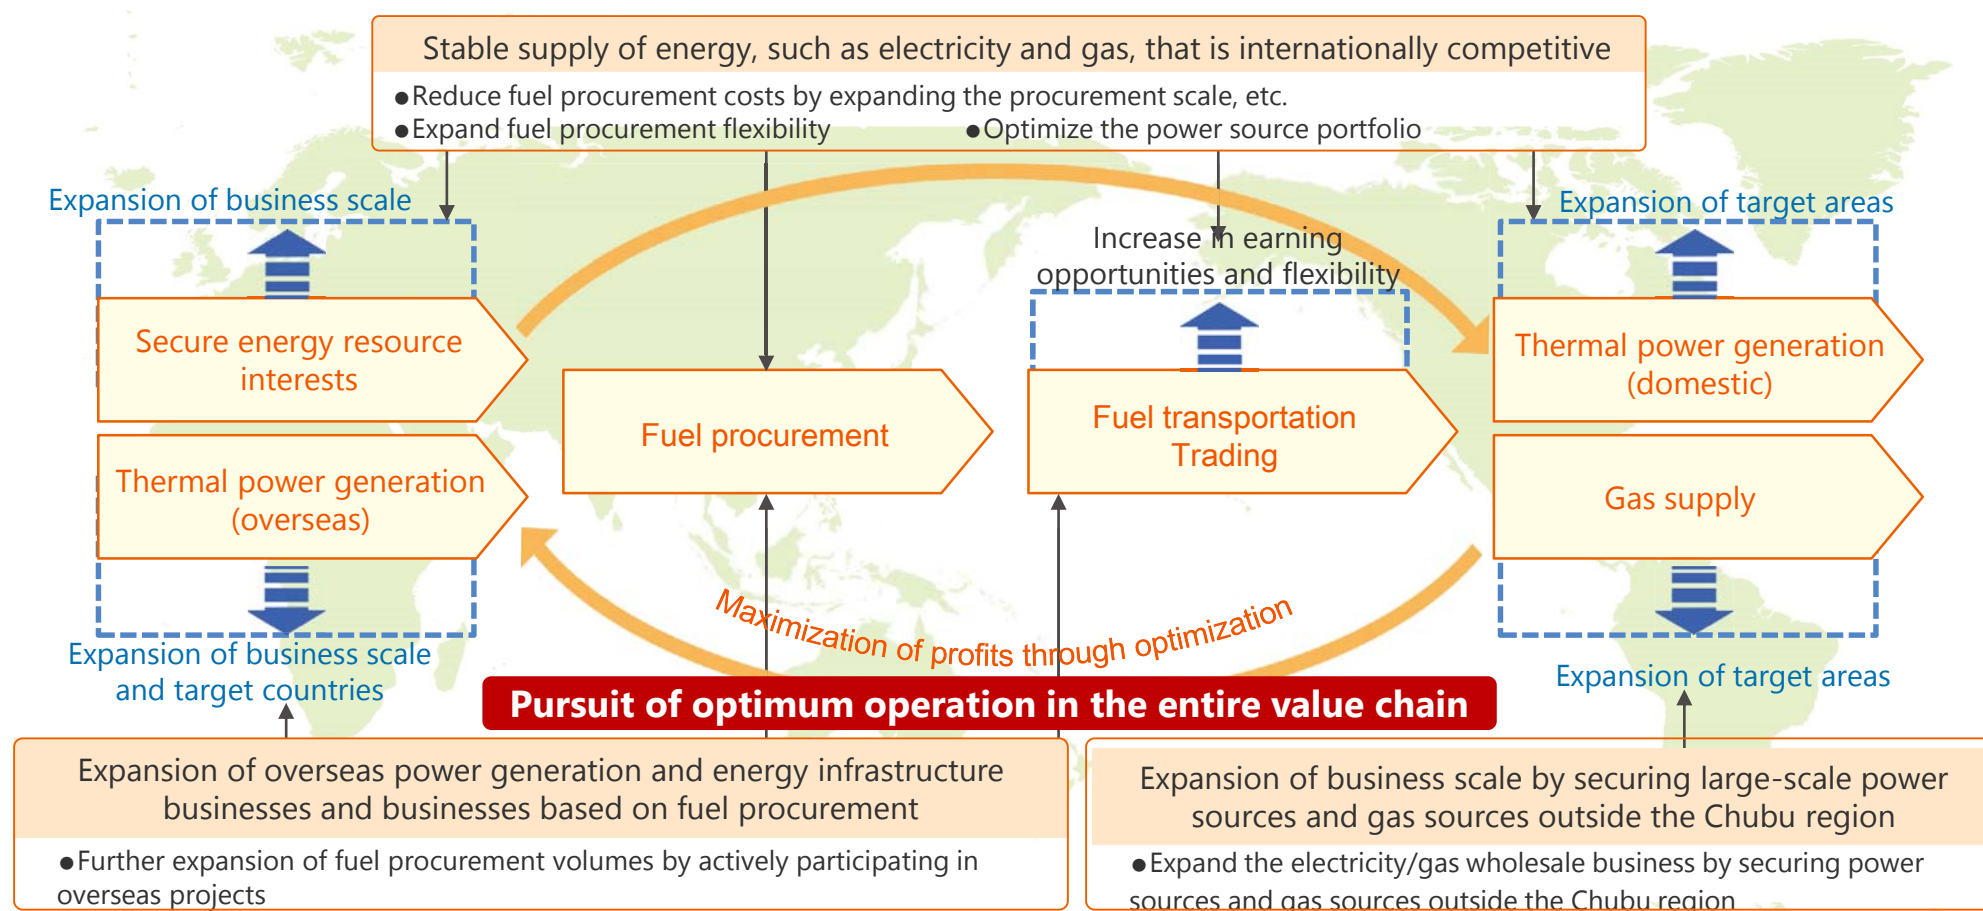 Stable supply of energy, such as electricity and gas, that is internationally competitive
●Reduce fuel procurement costs by expanding the procurement scale, etc.
●Expand fuel procurement flexibility ●Optimize the power source portfolio
Expansion of business scale
Expansion of target areas
Increase in earning
opportunities and flexibility
Secure energy resource
interests
Thermal power generation
(overseas)
Fuel procurement
Fuel transportation
Trading
Thermal power generation
(domestic)
Gas supply
Maximization of profits through optimization
Expansion of business scale
and target countries
Expansion of target areas
Pursuit of optimum operation in the entire value chain
Expansion of overseas power generation and energy infrastructure
businesses and businesses based on fuel procurement
●Further expansion of fuel procurement volumes by actively participating in
overseas projects
Expansion of business scale by securing large-scale power
sources and gas sources outside the Chubu region
●Expand the electricity/gas wholesale business by securing power
sources and gas sources outside the Chubu region